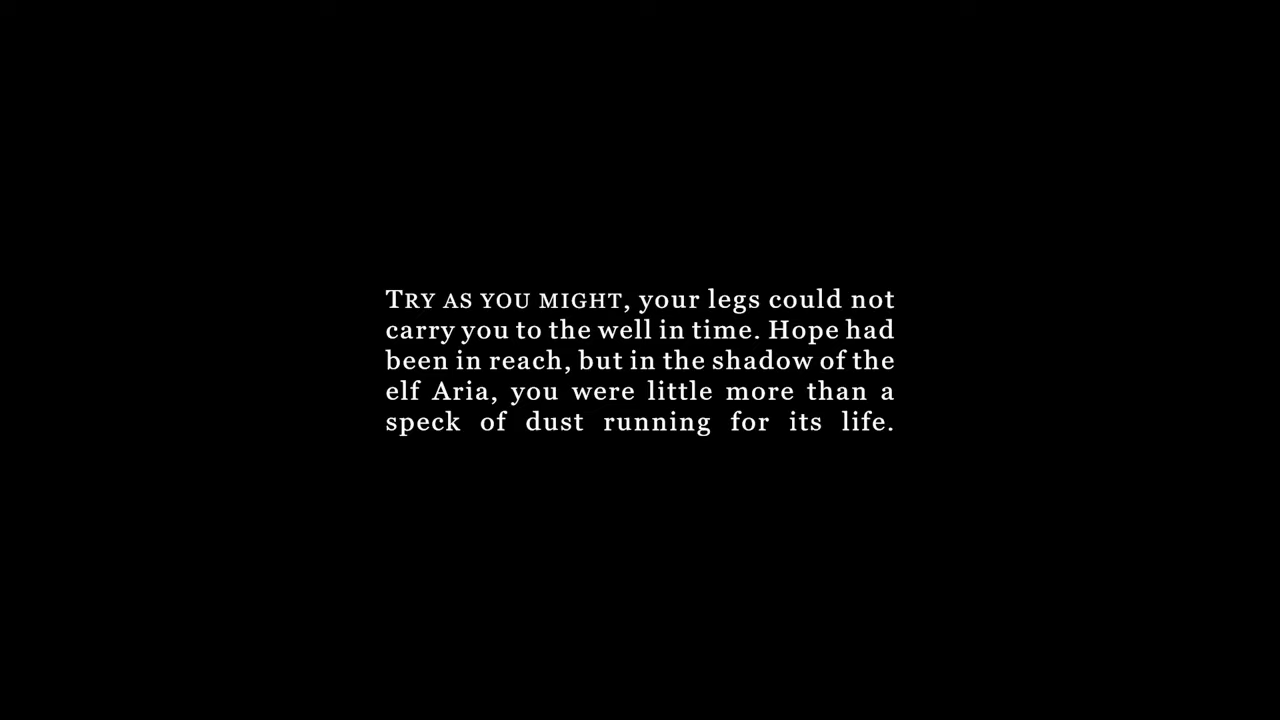 TRY AS YOU MIGHT, your legs could not
carry you to the well in time. Hope had
been in reach, but in the shadow of the
elf Aria, you were little more than a
speck of dust running for its life.